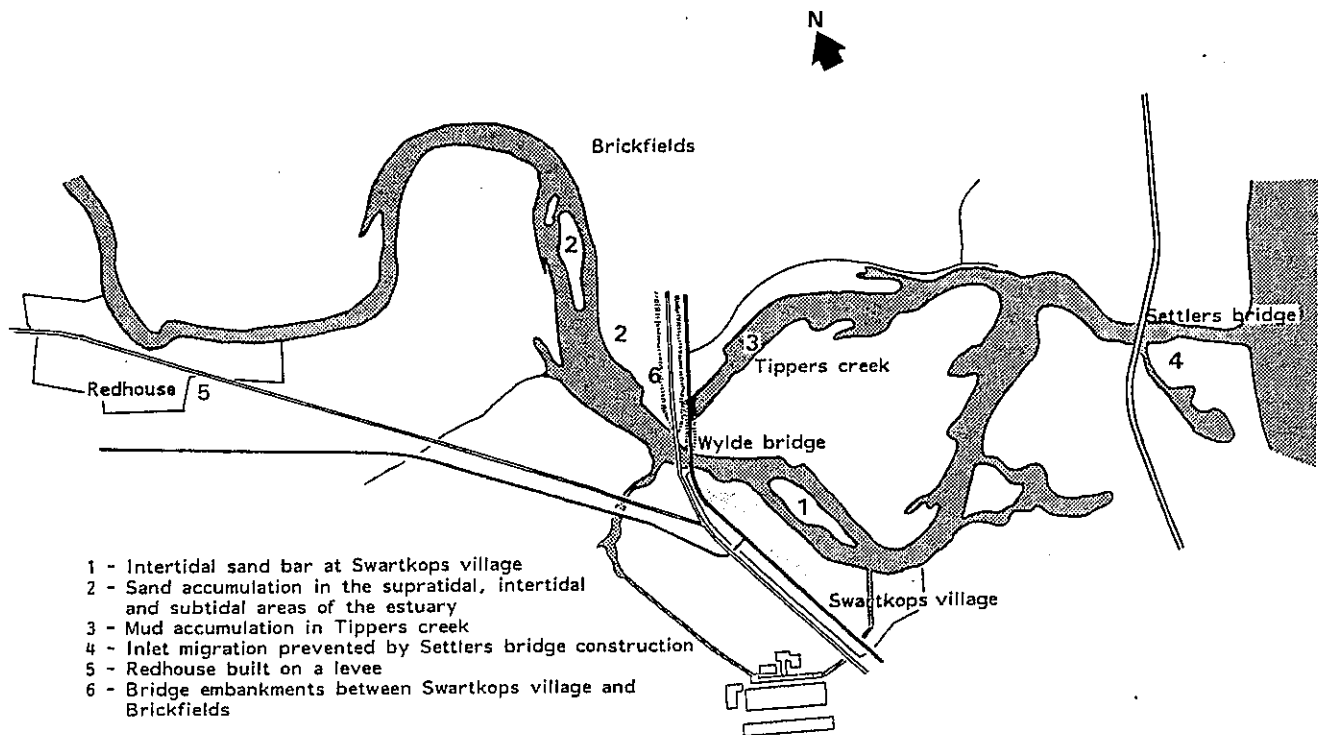 N
Brickfields
2
2
Settlers bridge
3
4
Tippers creek
6
Redhouse 5
Wylde bridge
1
Swartkops village
1 - Intertidal sand bar at Swartkops village
2 - Sand accumulation in the supratidal, intertidal
and subtidal areas of the estuary
3 - Mud accumulation in Tippers creek
4 - Inlet migration prevented by Settlers bridge construction
5 - Redhouse built on a levee
6 - Bridge embankments between Swartkops village and
Brickfields